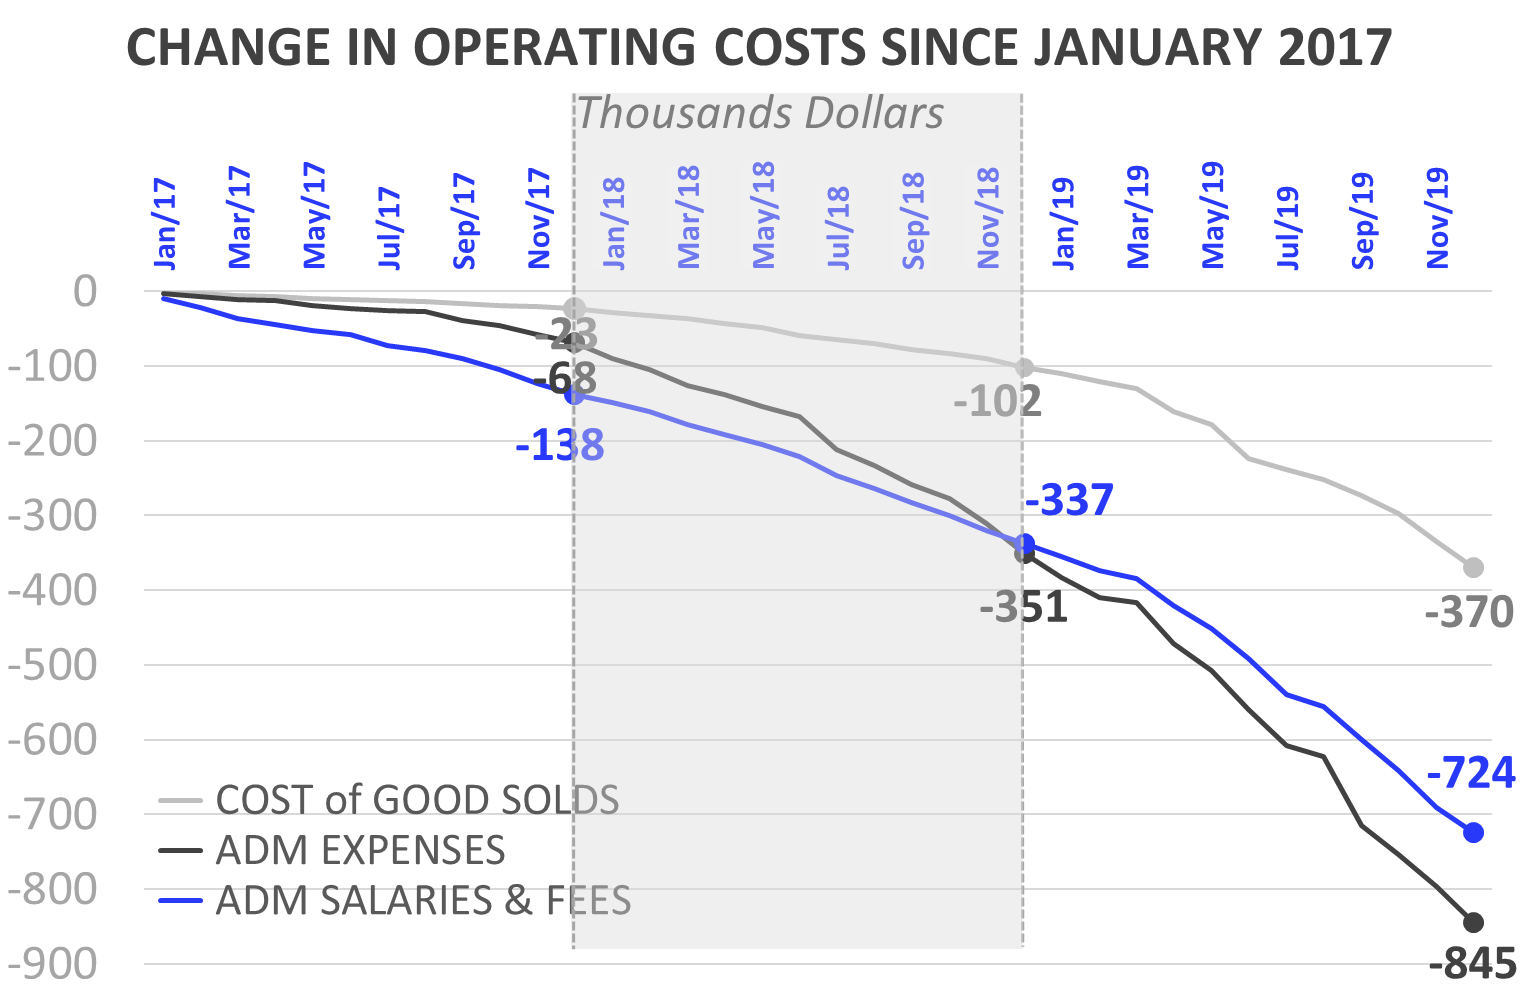 CHANGE IN OPERATING COSTS SINCE JANUARY 2017
Thousands Dollars
Jan/17
Mar/17
May/17
Jul/17
Sep/17
Nov/17
Jan/18
Mar/18
May/18
Jul/18
Sep/18
Nov/18
Jan/19
Mar/19
May/19
Jul/19
Sep/19
Nov/19
0
-100
-200
-300
-400
-500
-600
-700
-800
-900
-23
-68
-138
-102
-337
-351
-370
-724
-845
COST of GOOD SOLDS
ADM EXPENSES
ADM SALARIES & FEES